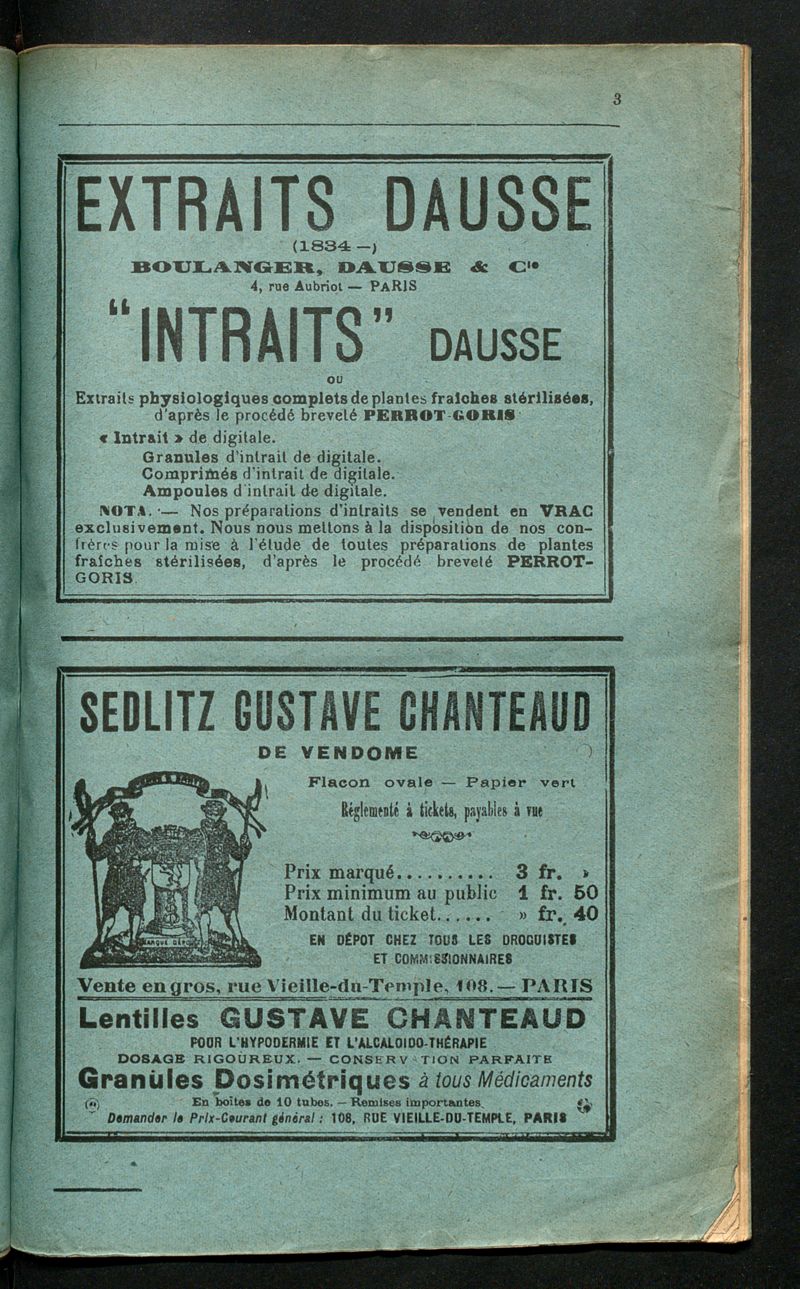 3
EXTRAITS DAUSSE
(1834 —)
BOULANGER, DAUSSE & Cie
4, rue Aubriot — PARIS
"INTRAITS" DAUSSE
OU
Extraits physiologiques complets de plantes fraîches stérilisées,
d'après le procédé breveté PERROT-GORIS
« Intrait » de digitale.
Granules d'intrait de digitale.
Comprimés d'intrait de digitale.
Ampoules d'intrait de digitale.
NOTA. — Nos préparations d'intraits se vendent en VRAC
exclusivement. Nous nous mettons à la disposition de nos con-
frères pour la mise à l'étude de toutes préparations de plantes
fraîches stérilisées, d'après le procédé breveté PERROT-
GORIS
SEDLITZ GUSTAVE CHANTEAUD
DE VENDOME
Flacon ovale — Papier vert
Réglementé à tickets, payables à vue
Prix marqué.......... 3 fr. »
Prix minimum au public 1 fr. 50
Montant du ticket...... » fr. 40
MARQUE DÉPO
EN DÉPOT CHEZ TOUS LES DROGUISTES
ET COMMISSIONNAIRES
Vente en gros, rue Vieille-du-Temple, 108. — PARIS
Lentilles GUSTAVE CHANTEAUD
POUR L'HYPODERMIE ET L'ALCALOIDO-THÉRAPIE
DOSAGE RIGOUREUX. — CONSERV TION PARFAITE
Granules Dosimétriques à tous Médicaments
En boîtes de 10 tubes. — Remises importantes
Demander le Prix-Courant général : 108, RUE VIEILLE-DU-TEMPLE, PARIS